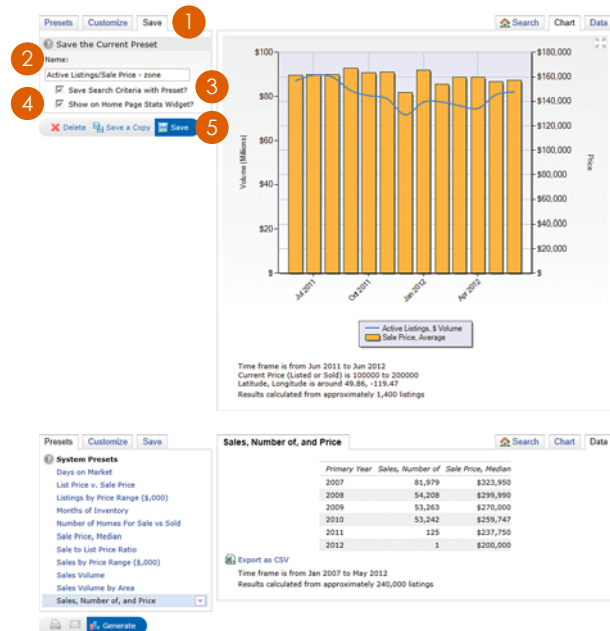 Presets Customize Save 1
Search Chart Data
Save the Current Preset
2 Name:
Active Listings/Sale Price - zone
3 Save Search Criteria with Preset?
4 Show on Home Page Stats Widget?
Delete Save a Copy Save 5
$100
$80
$60
$40
$20
$
Volume (Millions)
$180,000
$160,000
$140,000
$120,000
$100,000
$80,000
$60,000
$40,000
$20,000
$
Price
Jul 2011 Oct 2011 Jan 2012 Apr 2012
Active Listings, $ Volume
Sale Price, Average
Time frame is from Jun 2011 to Jun 2012
Current Price (Listed or Sold) is 100000 to 200000
Latitude, Longitude is around 49.86, -119.47
Results calculated from approximately 1,400 listings
Presets Customize Save
System Presets
Days on Market
List Price v. Sale Price
Listings by Price Range ($,000)
Months of Inventory
Number of Homes For Sale vs Sold
Sale Price, Median
Sale to List Price Ratio
Sales by Price Range ($,000)
Sales Volume
Sales Volume by Area
Sales, Number of, and Price
Generate
Sales, Number of, and Price
Search Chart Data
Primary Year Sales, Number of Sale Price, Median
2007 81,979 $323,950
2008 54,208 $299,990
2009 53,263 $270,000
2010 53,242 $259,747
2011 125 $237,750
2012 1 $200,000
Export as CSV
Time frame is from Jan 2007 to May 2012
Results calculated from approximately 240,000 listings